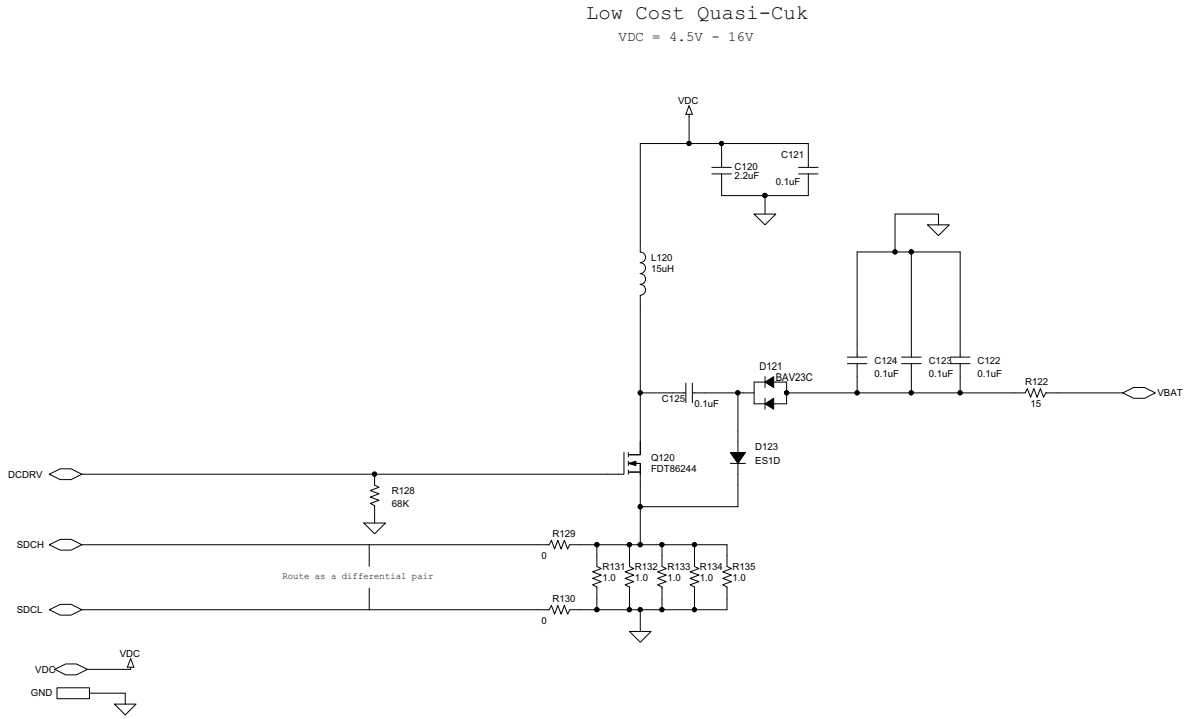 Low Cost Quasi-Cuk
VDC = 4.5V - 16V
VDC
C120
2.2uF
C121
0.1uF
L120
15uH
C124
0.1uF
C123
0.1uF
C122
0.1uF
D121
BAV23C
R122
15
VBAT
C125
0.1uF
D123
ES1D
Q120
FDT86244
DCDRV
R128
68K
SDCH
R129
0
R131
1.0
R132
1.0
R133
1.0
R134
1.0
R135
1.0
Route as a differential pair
SDCL
R130
0
VDC
VDC
GND